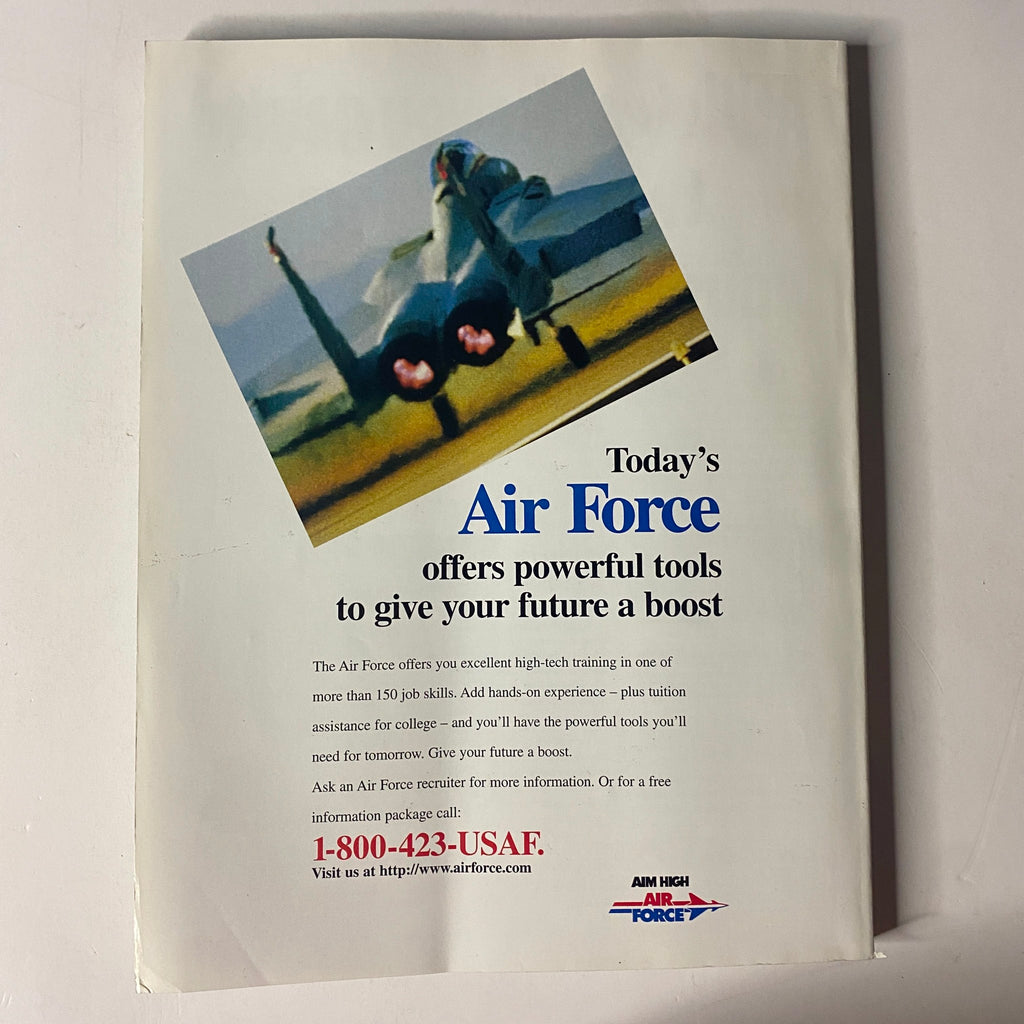 Today's
Air Force
offers powerful tools
to give your future a boost
The Air Force offers you excellent high-tech training in one of
more than 150 job skills. Add hands-on experience – plus tuition
assistance for college – and you'll have the powerful tools you'll
need for tomorrow. Give your future a boost.
Ask an Air Force recruiter for more information. Or for a free
information package call:
1-800-423-USAF.
Visit us at http://www.airforce.com
AIM HIGH
AIR
FORCE